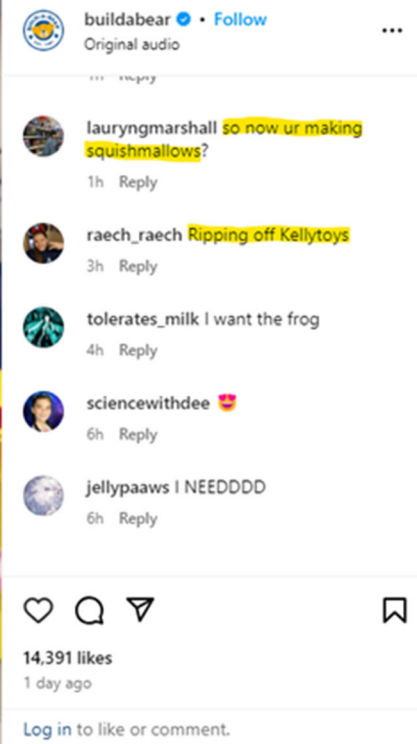 buildabear • Follow
Original audio
lauryngmarshall so now ur making
squishmallows?
1h Reply
raech_raech Ripping off Kellytoys
3h Reply
tolerates_milk I want the frog
4h Reply
sciencewithdee 😍
6h Reply
jellypaaws I NEEDDDD
6h Reply
14,391 likes
1 day ago
Log in to like or comment.